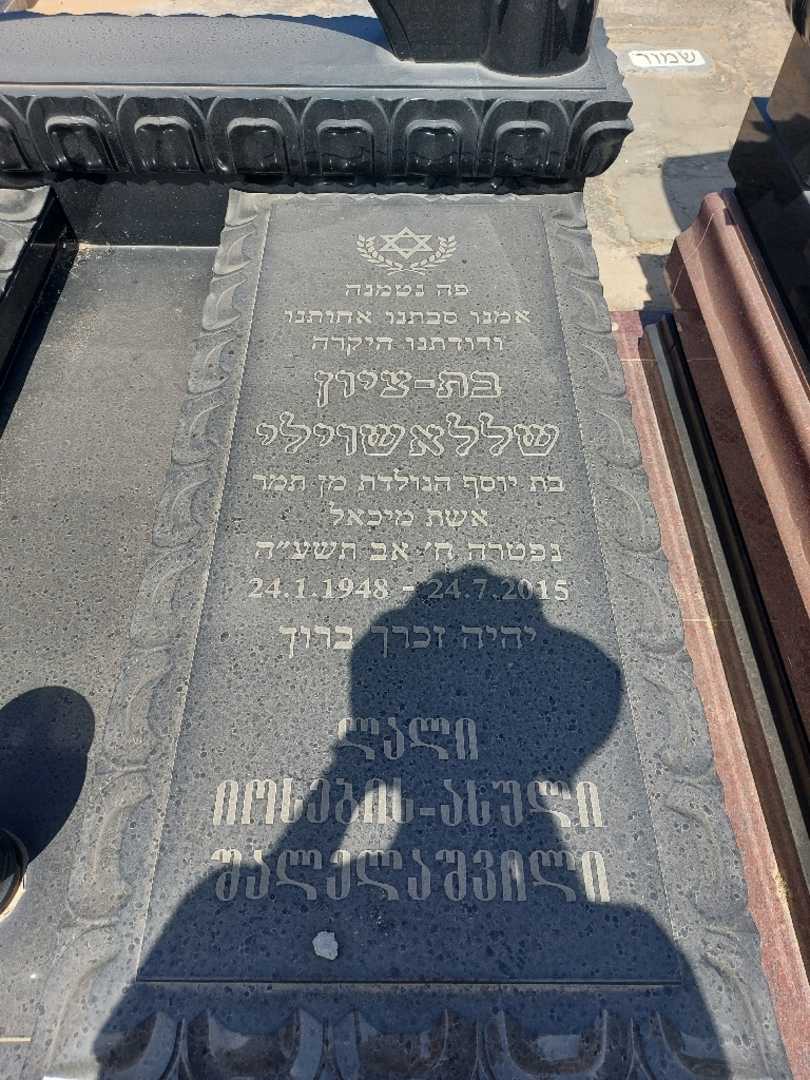 שמור
פה נטמנה
אמנו סבתנו אחותנו
ודודתנו היקרה
בת-ציון
שללאשוילי
בת יוסף הנולדת מן תמר
אשת מיכאל
נפטרה ח׳ אב תשע״ה
24.1.1948 - 24.7.2015
יהיה זכרך ברוך
ლალი
იოსების-ასული
შალელაშვილი